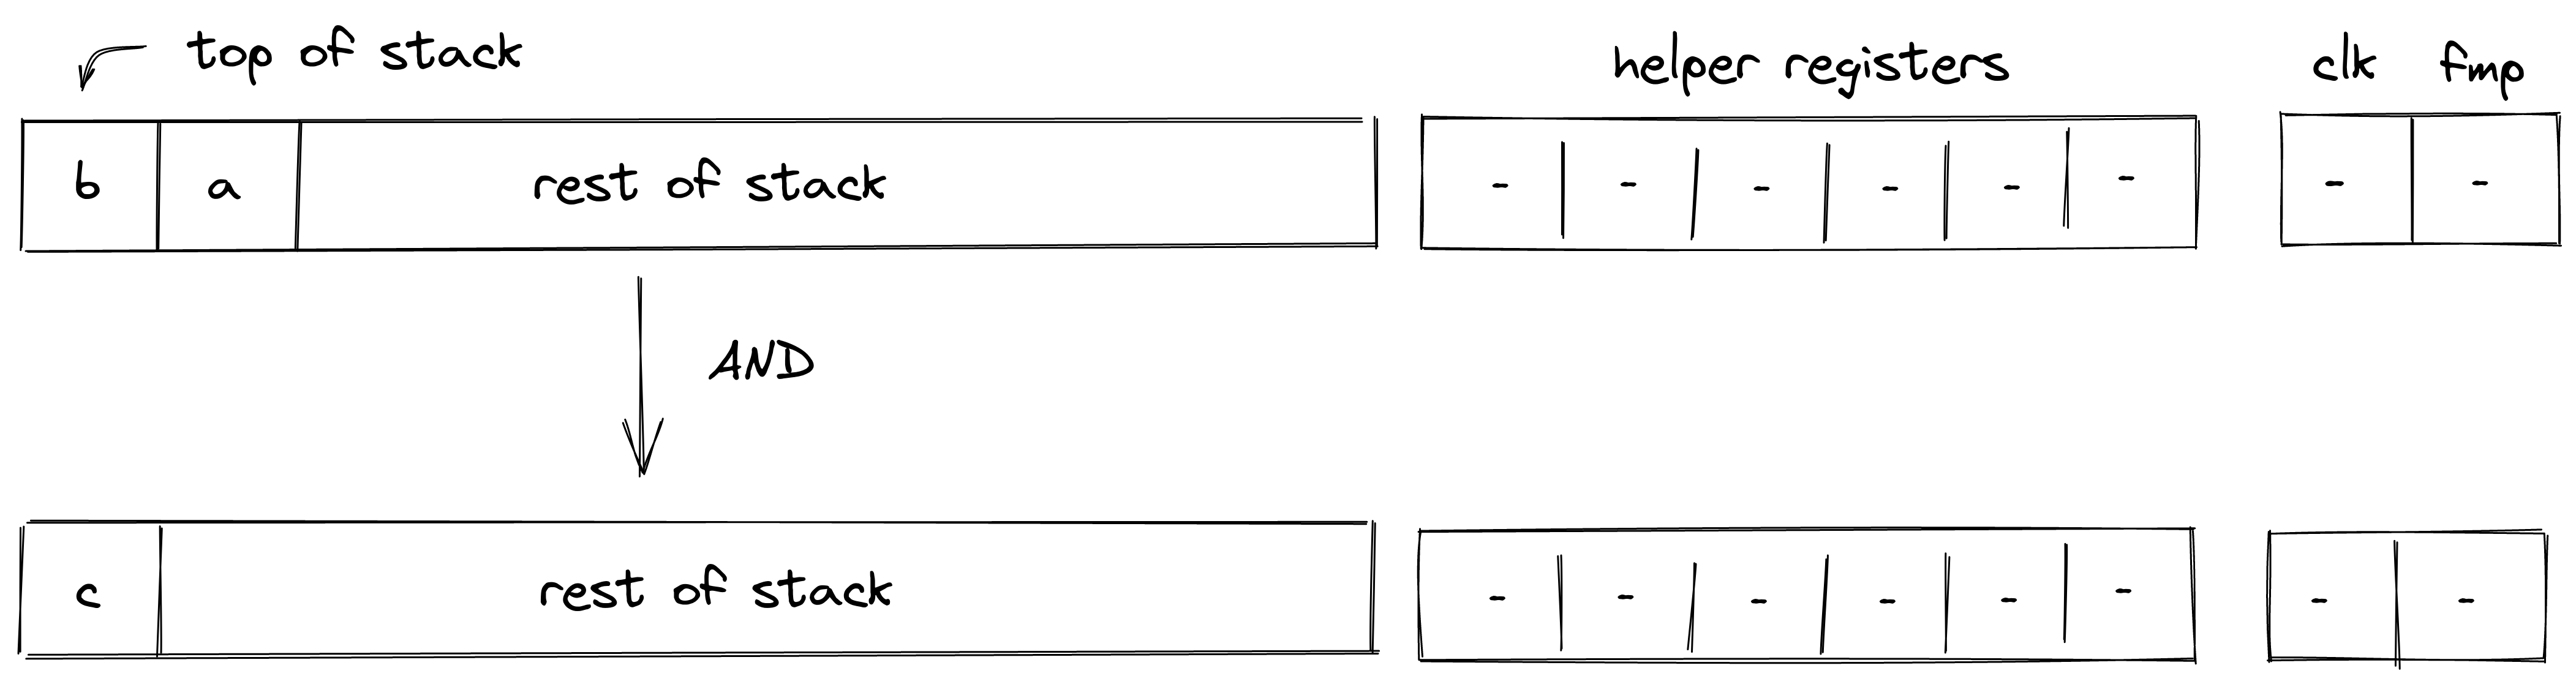 top of stack
helper registers
clk fmp
b a rest of stack - - - - - - - -
AND
c rest of stack - - - - - - - -